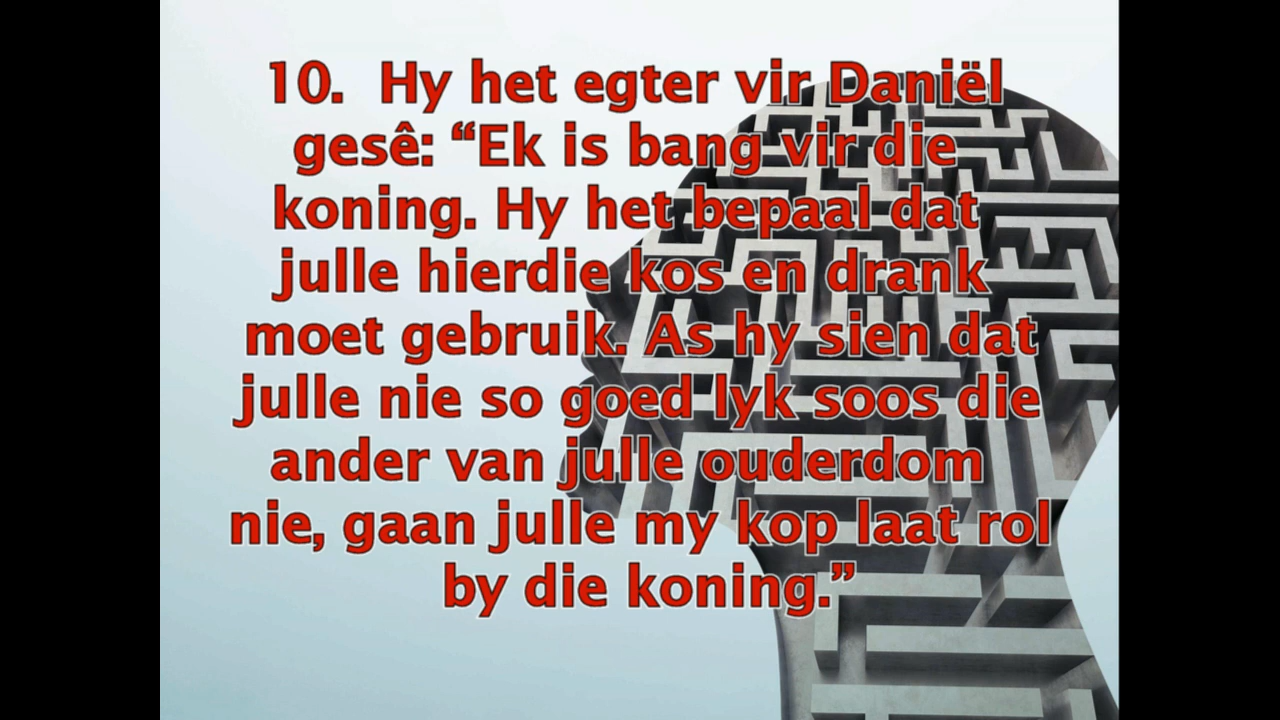 10.  Hy het egter vir Daniël
gesê: “Ek is bang vir die
koning. Hy het bepaal dat
julle hierdie kos en drank
moet gebruik. As hy sien dat
julle nie so goed lyk soos die
ander van julle ouderdom
nie, gaan julle my kop laat rol
by die koning.”